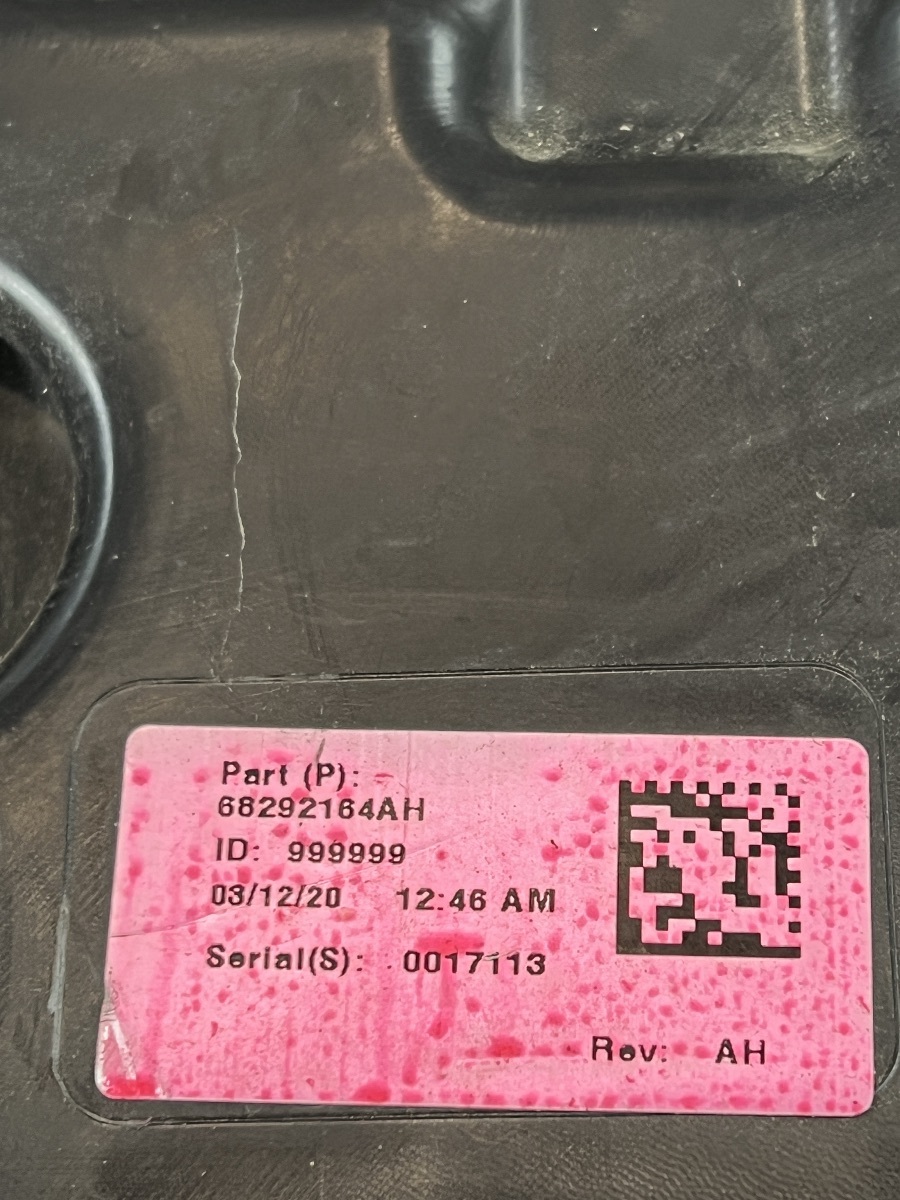 Part (P):
68292164AH
ID: 999999
03/12/20 12:46 AM
Serial(S): 0017113
Rev: AH